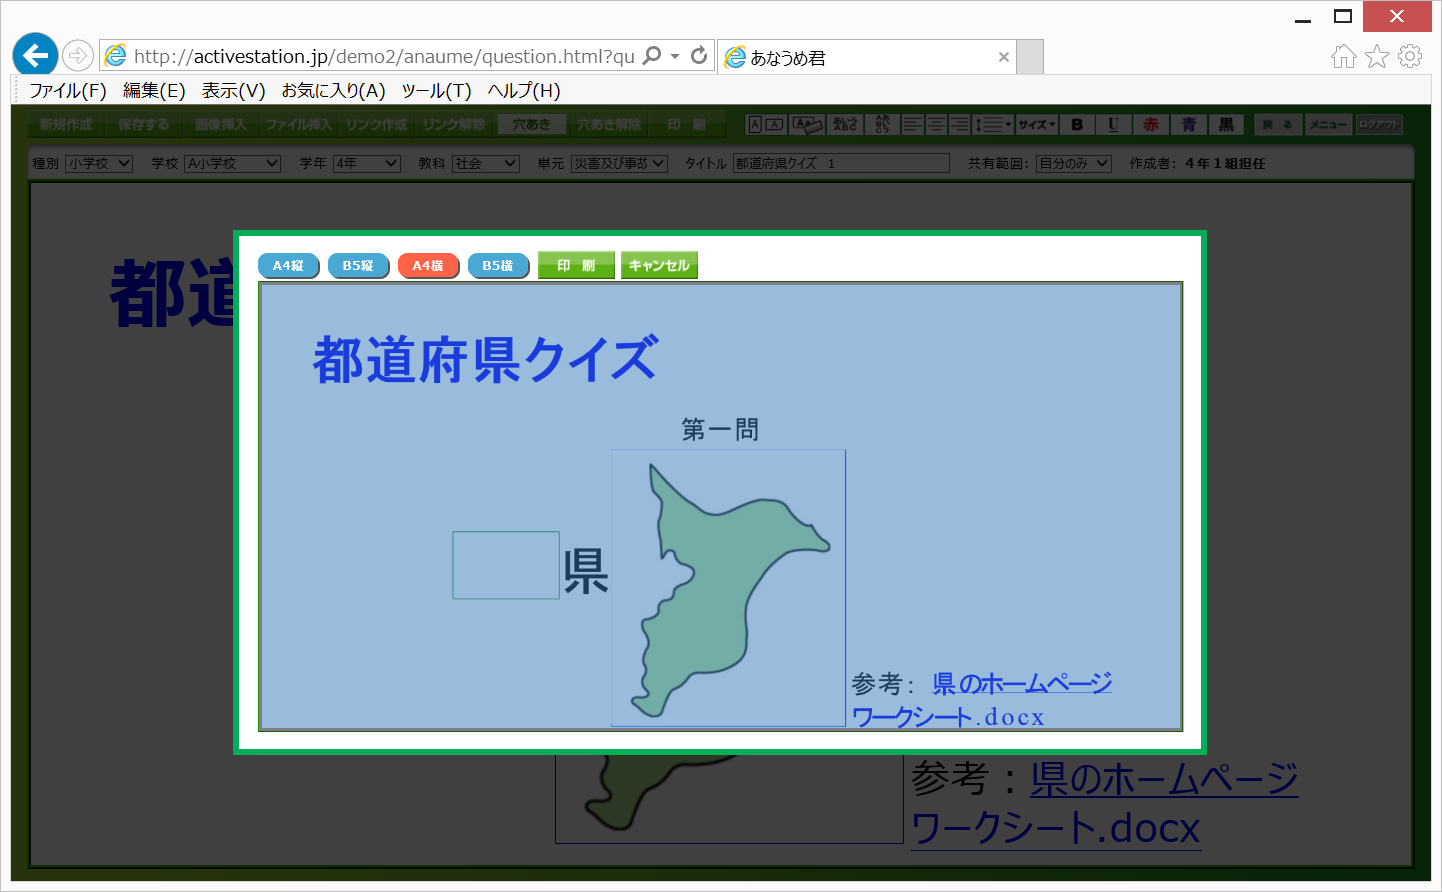 http://activestation.jp/demo2/anaume/question.html?qu
あなうめ君
ファイル(F) 編集(E) 表示(V) お気に入り(A) ツール(T) ヘルプ(H)
新規作成 保存する 画像挿入 ファイル挿入 リンク作成 リンク解除 穴あき 穴あき解除 印 刷 サイズ B U 赤 青 黒 戻 る メニュー ログアウト
種別 小学校 学校 A小学校 学年 4年 教科 社会 単元 災害及び事故 タイトル 都道府県クイズ 1 共有範囲: 自分のみ 作成者: 4年1組担任
都道
A4縦 B5縦 A4横 B5横 印 刷 キャンセル
都道府県クイズ
第一問
県
参考: 県のホームページ
ワークシート.docx
参考：県のホームページ
ワークシート.docx